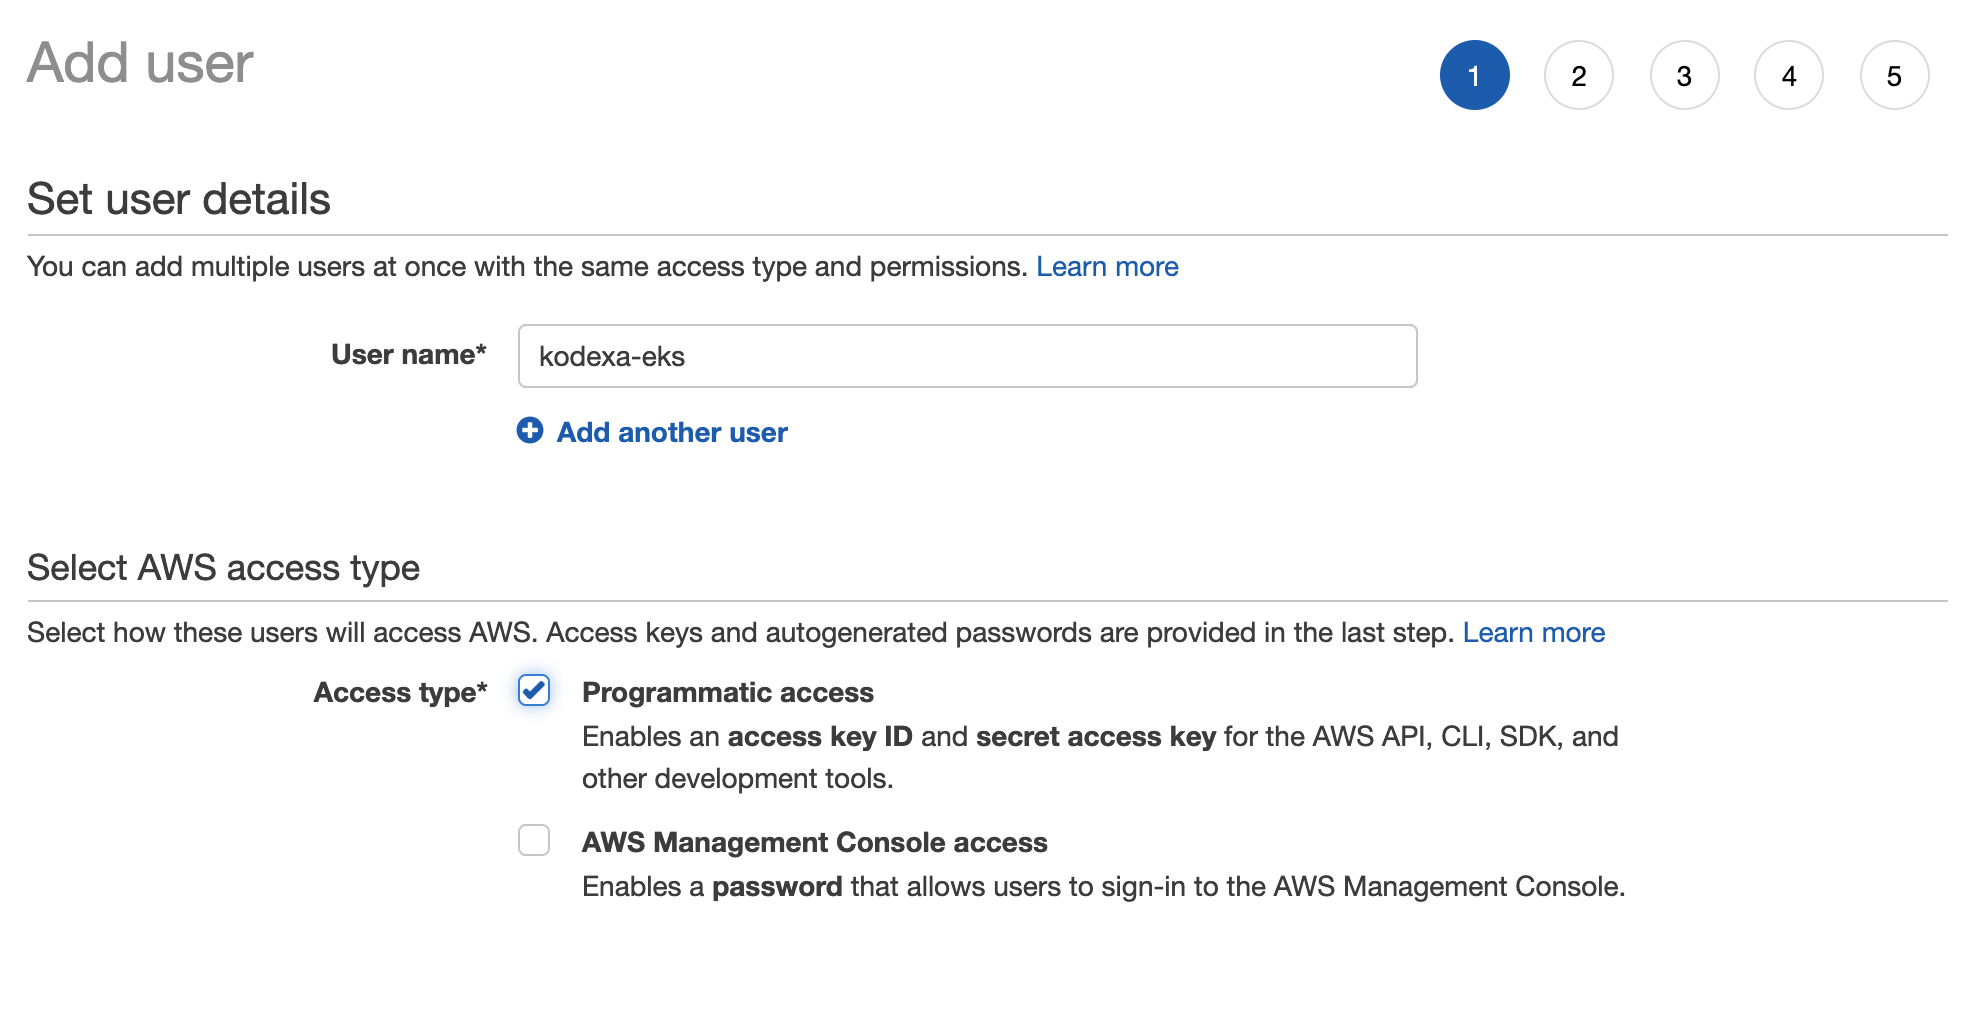 Add user
1 2 3 4 5
Set user details
You can add multiple users at once with the same access type and permissions. Learn more
User name* kodexa-eks
Add another user
Select AWS access type
Select how these users will access AWS. Access keys and autogenerated passwords are provided in the last step. Learn more
Access type* Programmatic access
Enables an access key ID and secret access key for the AWS API, CLI, SDK, and
other development tools.
AWS Management Console access
Enables a password that allows users to sign-in to the AWS Management Console.